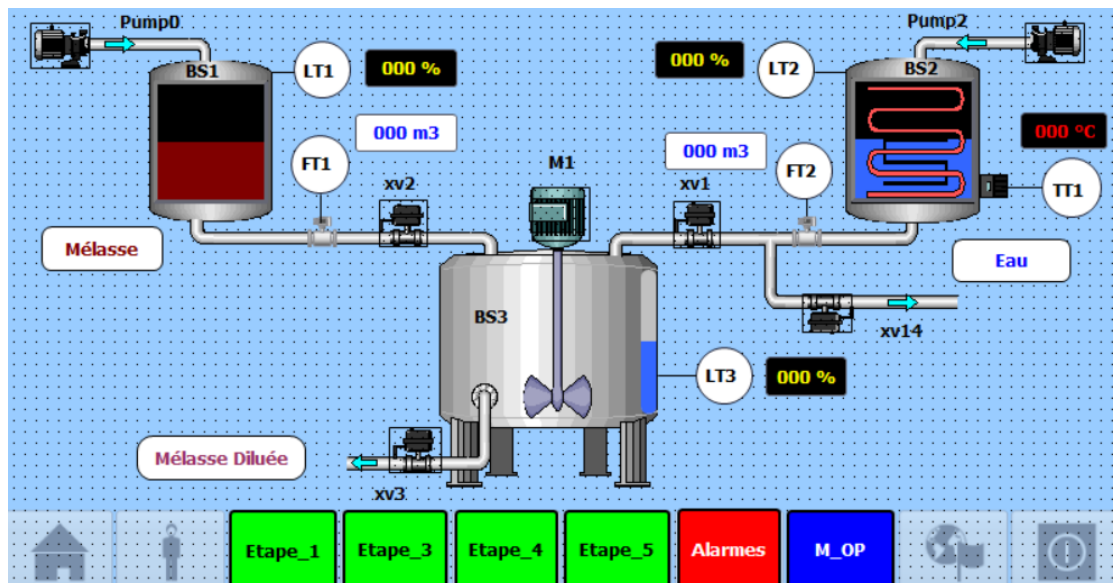 Pump0
Pump2
BS1
LT1
000 %
000 %
LT2
BS2
000 m3
000 °C
FT1
000 m3
FT2
M1
TT1
xv2
xv1
Mélasse
Eau
BS3
xv14
LT3
000 %
Mélasse Diluée
xv3
Etape_1
Etape_3
Etape_4
Etape_5
Alarmes
M_OP